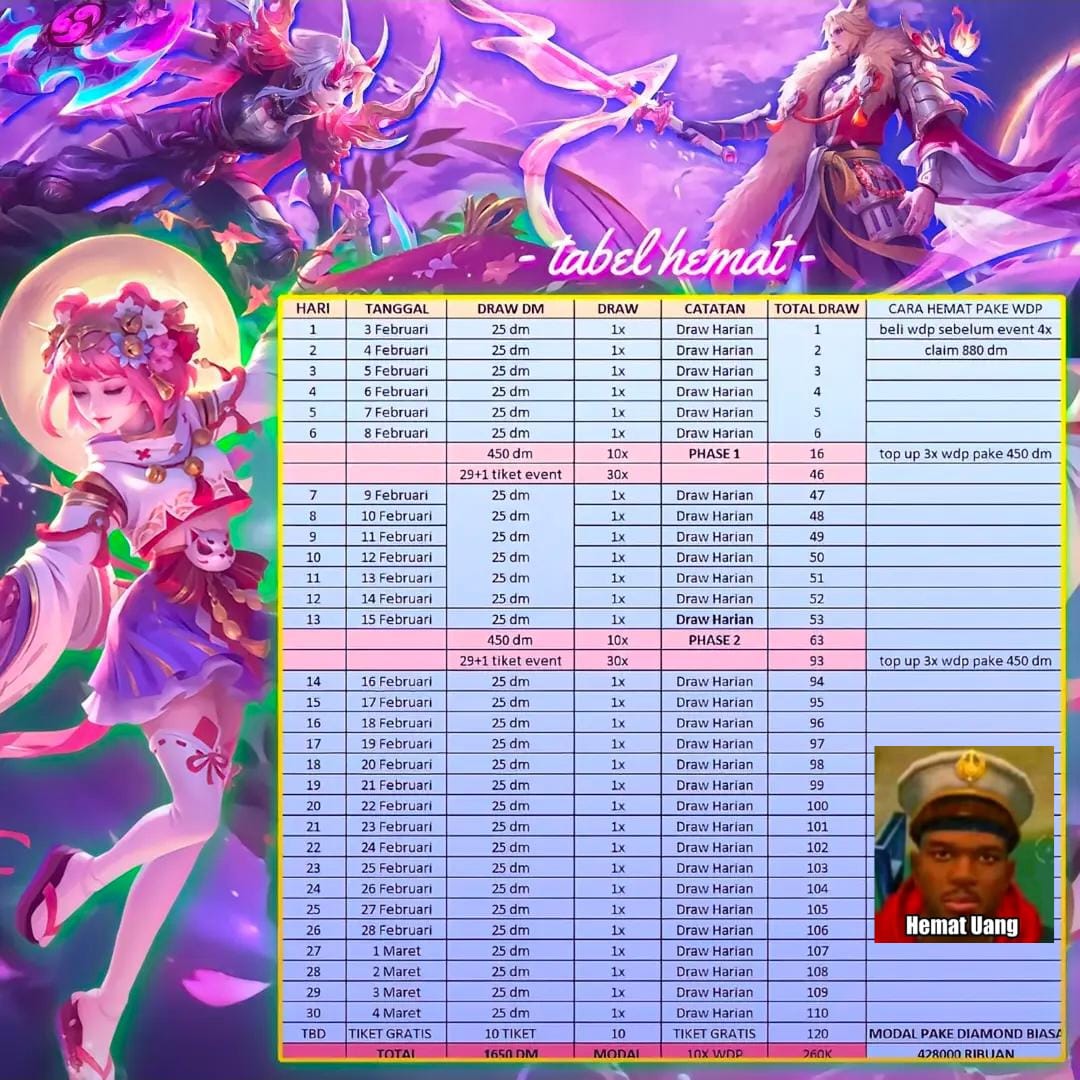 - tabel hemat -
HARI TANGGAL DRAW DM DRAW CATATAN TOTAL DRAW CARA HEMAT PAKE WDP
1 3 Februari 25 dm 1x Draw Harian 1 beli wdp sebelum event 4x
2 4 Februari 25 dm 1x Draw Harian 2 claim 880 dm
3 5 Februari 25 dm 1x Draw Harian 3
4 6 Februari 25 dm 1x Draw Harian 4
5 7 Februari 25 dm 1x Draw Harian 5
6 8 Februari 25 dm 1x Draw Harian 6
450 dm 10x PHASE 1 16 top up 3x wdp pake 450 dm
29+1 tiket event 30x 46
7 9 Februari 25 dm 1x Draw Harian 47
8 10 Februari 25 dm 1x Draw Harian 48
9 11 Februari 25 dm 1x Draw Harian 49
10 12 Februari 25 dm 1x Draw Harian 50
11 13 Februari 25 dm 1x Draw Harian 51
12 14 Februari 25 dm 1x Draw Harian 52
13 15 Februari 25 dm 1x Draw Harian 53
450 dm 10x PHASE 2 63
29+1 tiket event 30x 93 top up 3x wdp pake 450 dm
14 16 Februari 25 dm 1x Draw Harian 94
15 17 Februari 25 dm 1x Draw Harian 95
16 18 Februari 25 dm 1x Draw Harian 96
17 19 Februari 25 dm 1x Draw Harian 97
18 20 Februari 25 dm 1x Draw Harian 98
19 21 Februari 25 dm 1x Draw Harian 99
20 22 Februari 25 dm 1x Draw Harian 100
21 23 Februari 25 dm 1x Draw Harian 101
22 24 Februari 25 dm 1x Draw Harian 102
23 25 Februari 25 dm 1x Draw Harian 103
24 26 Februari 25 dm 1x Draw Harian 104
25 27 Februari 25 dm 1x Draw Harian 105
26 28 Februari 25 dm 1x Draw Harian 106
Hemat Uang
27 1 Maret 25 dm 1x Draw Harian 107
28 2 Maret 25 dm 1x Draw Harian 108
29 3 Maret 25 dm 1x Draw Harian 109
30 4 Maret 25 dm 1x Draw Harian 110
TBD TIKET GRATIS 10 TIKET 10 TIKET GRATIS 120 MODAL PAKE DIAMOND BIASA
TOTAL 1650 DM MODAL 10X WDP 260K 428000 RIBUAN